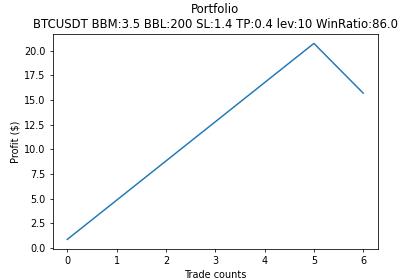 Portfolio
BTCUSDT BBM:3.5 BBL:200 SL:1.4 TP:0.4 lev:10 WinRatio:86.0
20.0
17.5
15.0
12.5
10.0
7.5
5.0
2.5
0.0
Profit ($)
0 1 2 3 4 5 6
Trade counts